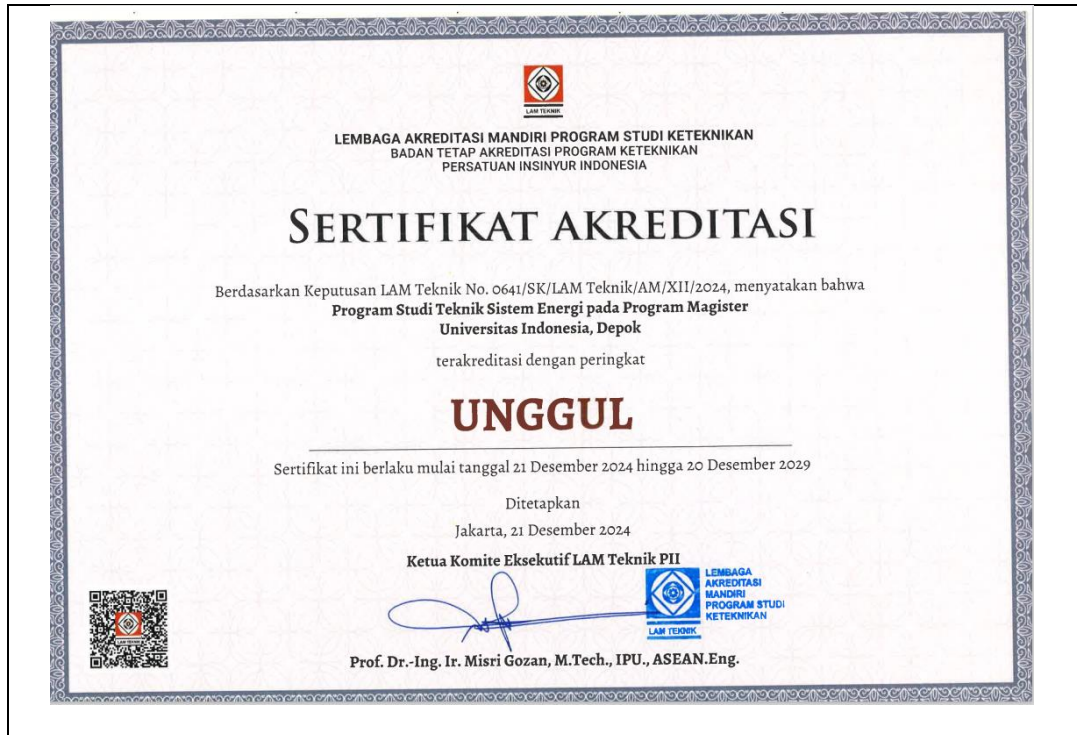 LAM TEKNIK
LEMBAGA AKREDITASI MANDIRI PROGRAM STUDI KETEKNIKAN
BADAN TETAP AKREDITASI PROGRAM KETEKNIKAN
PERSATUAN INSINYUR INDONESIA
SERTIFIKAT AKREDITASI
Berdasarkan Keputusan LAM Teknik No. 0641/SK/LAM Teknik/AM/XII/2024, menyatakan bahwa
Program Studi Teknik Sistem Energi pada Program Magister
Universitas Indonesia, Depok
terakreditasi dengan peringkat
UNGGUL
Sertifikat ini berlaku mulai tanggal 21 Desember 2024 hingga 20 Desember 2029
Ditetapkan
Jakarta, 21 Desember 2024
Ketua Komite Eksekutif LAM Teknik PII
LEMBAGA
AKREDITASI
MANDIRI
PROGRAM STUDI
KETEKNIKAN
LAM TEKNIK
LAM TEKNIK
Prof. Dr.-Ing. Ir. Misri Gozan, M.Tech., IPU., ASEAN.Eng.